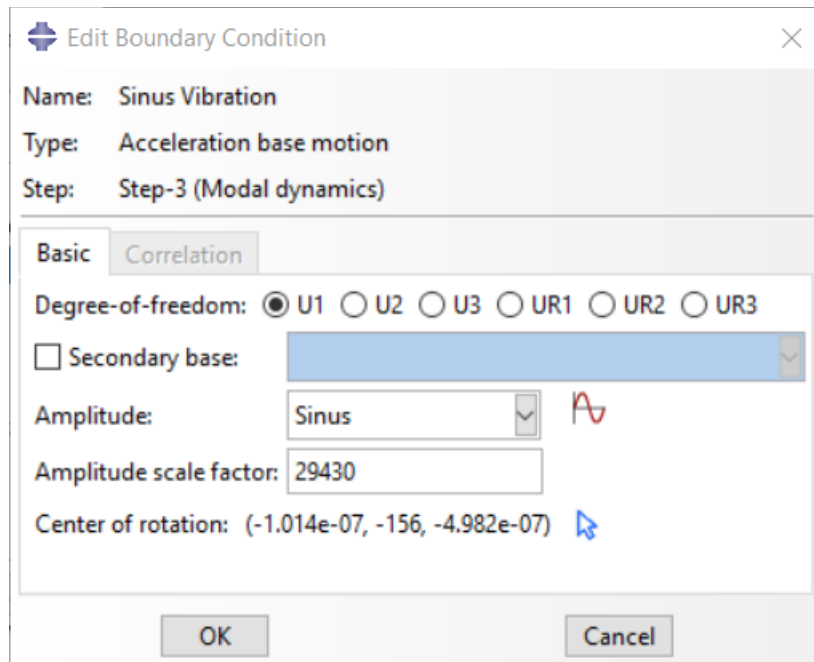 Edit Boundary Condition
Name: Sinus Vibration
Type: Acceleration base motion
Step: Step-3 (Modal dynamics)
Basic Correlation
Degree-of-freedom: U1 U2 U3 UR1 UR2 UR3
Secondary base:
Amplitude: Sinus
Amplitude scale factor: 29430
Center of rotation: (-1.014e-07, -156, -4.982e-07)
OK Cancel